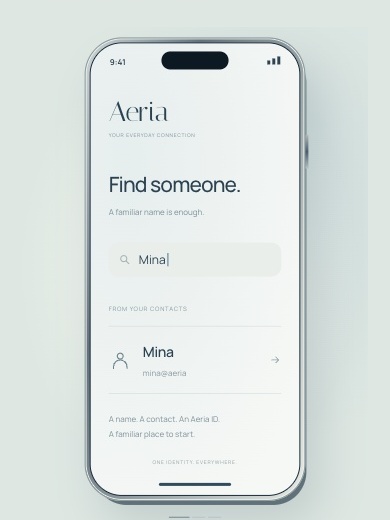 9:41
Aeria
YOUR EVERYDAY CONNECTION
Find someone.
A familiar name is enough.
Mina
FROM YOUR CONTACTS
Mina
mina@aeria
A name. A contact. An Aeria ID.
A familiar place to start.
ONE IDENTITY. EVERYWHERE.